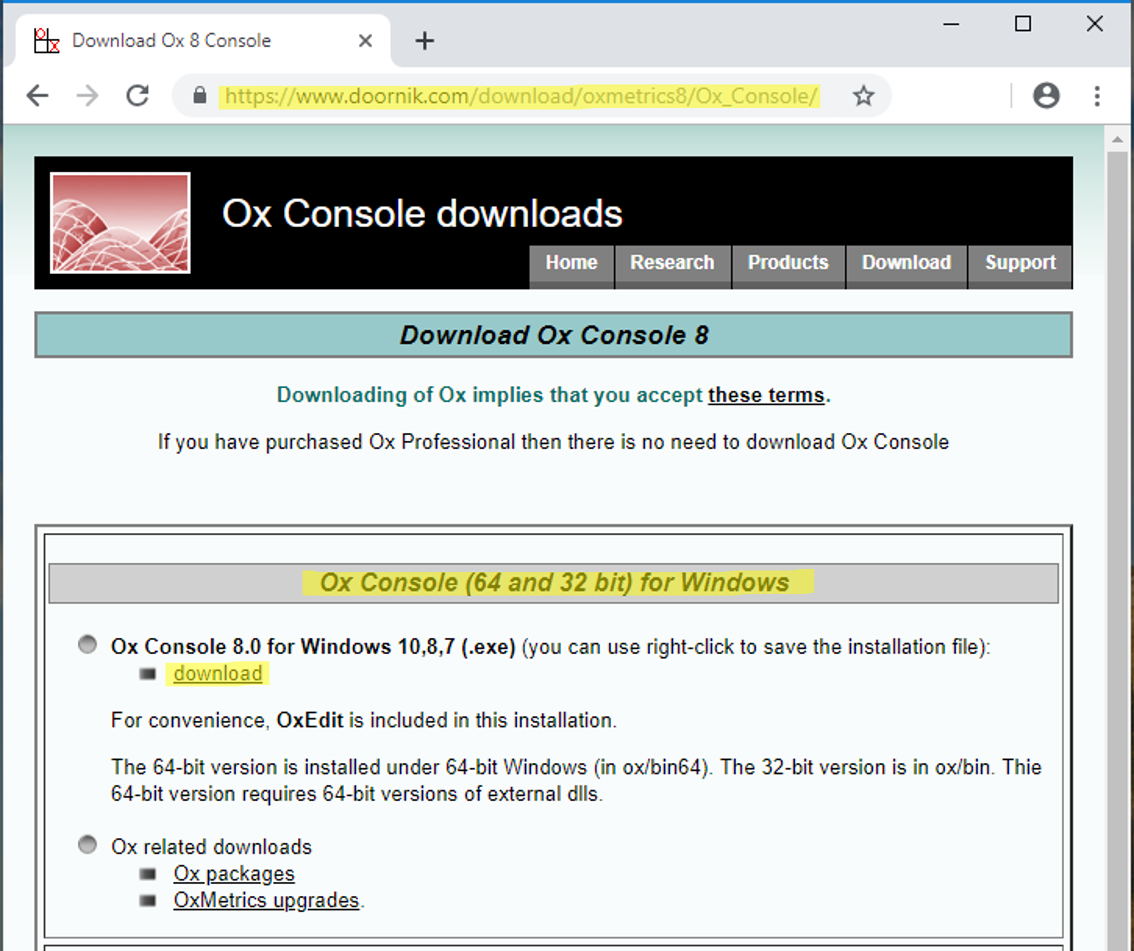 Download Ox 8 Console
https://www.doornik.com/download/oxmetrics8/Ox_Console/
Ox Console downloads
Home Research Products Download Support
Download Ox Console 8
Downloading of Ox implies that you accept these terms.
If you have purchased Ox Professional then there is no need to download Ox Console
Ox Console (64 and 32 bit) for Windows
Ox Console 8.0 for Windows 10,8,7 (.exe) (you can use right-click to save the installation file):
download
For convenience, OxEdit is included in this installation.
The 64-bit version is installed under 64-bit Windows (in ox/bin64). The 32-bit version is in ox/bin. Thie
64-bit version requires 64-bit versions of external dlls.
Ox related downloads
Ox packages
OxMetrics upgrades.